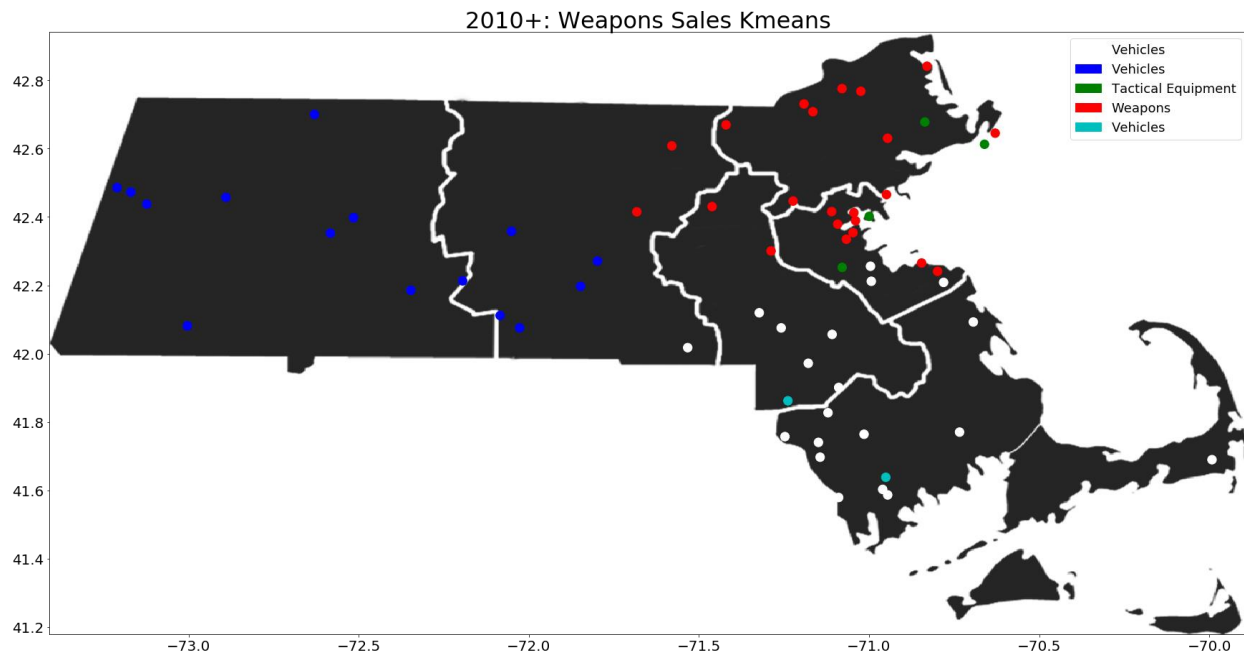 2010+: Weapons Sales Kmeans
Vehicles
Vehicles
Tactical Equipment
Weapons
Vehicles
42.8
42.6
42.4
42.2
42.0
41.8
41.6
41.4
41.2
−73.0
−72.5
−72.0
−71.5
−71.0
−70.5
−70.0